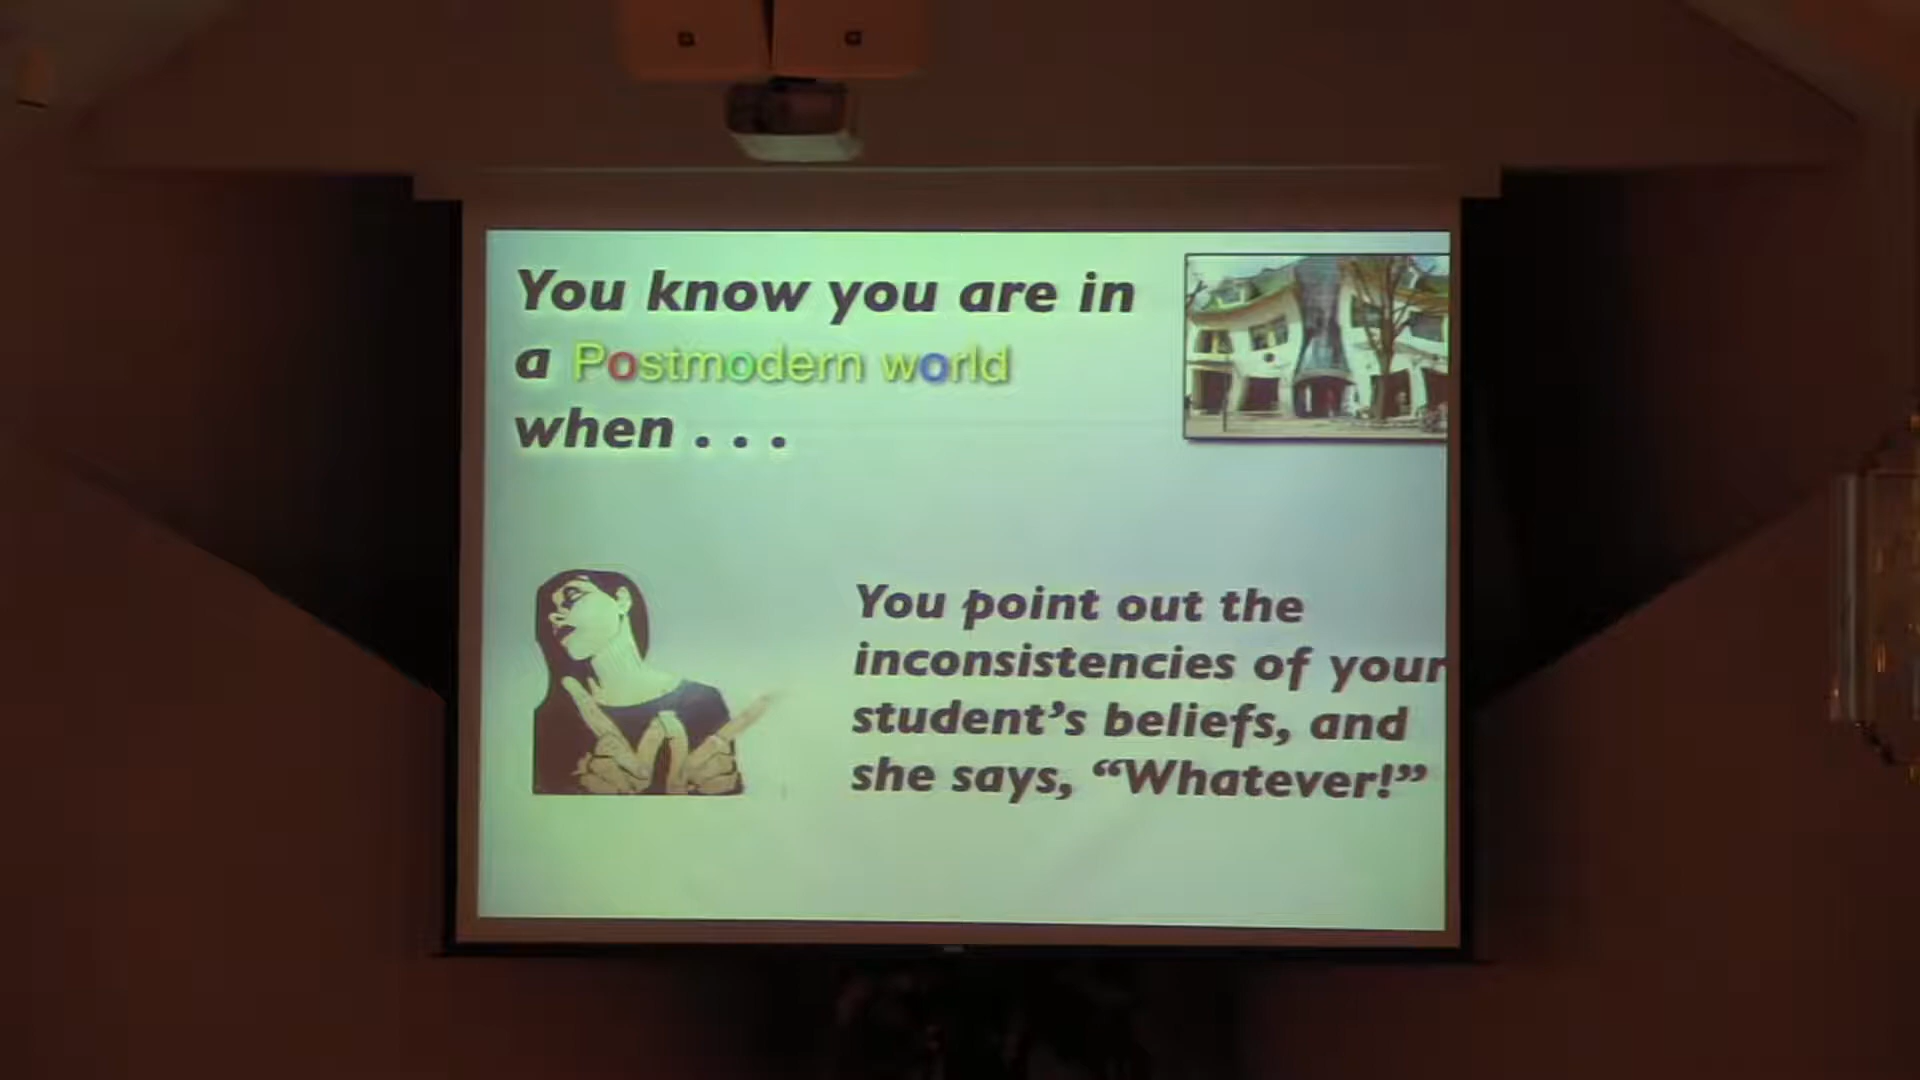 You know you are in
a Postmodern world
when . . .
You point out the
inconsistencies of your
student’s beliefs, and
she says, “Whatever!”